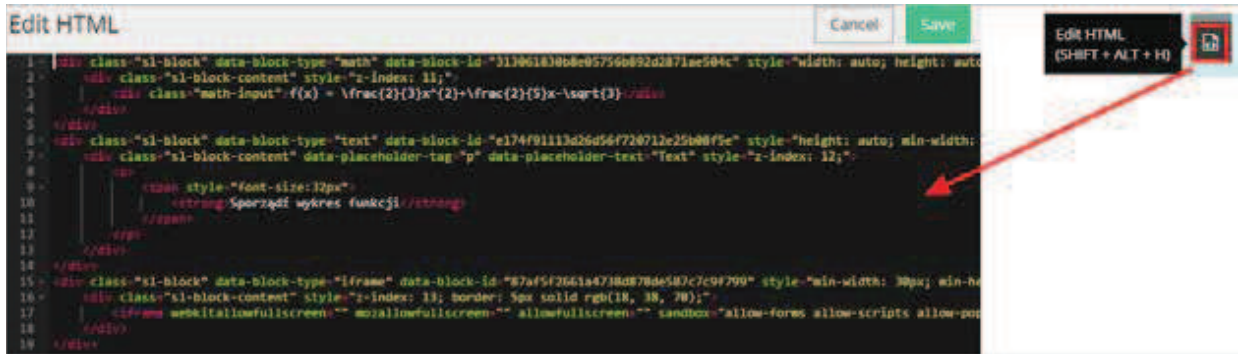 Edit HTML
Cancel
Save
Edit HTML
(SHIFT + ALT + H)
1 <div class="sl-block" data-block-type="math" data-block-id= style="width: auto; height: auto
2 <div class="sl-block-content" style="z-index: 11;">
3 <div class="math-input">f(x) = \frac{2}{3}x^{2}+\frac{2}{5}x-\sqrt{3}</div>
4 </div>
5 </div>
6 <div class="sl-block" data-block-type="text" data-block-id= style="height: auto; min-width:
7 <div class="sl-block-content" data-placeholder-tag="p" data-placeholder-text="Text" style="z-index: 12;">
8 <p>
9 <span style="font-size:32px">
10 <strong>Sporządź wykres funkcji</strong>
11 </span>
12 </p>
13 </div>
14 </div>
15 <div class="sl-block" data-block-type="iframe" data-block-id= style="min-width: 30px; min-he
16 <div class="sl-block-content" style="z-index: 13; border: 5px solid rgb(18, 38, 70);">
17 <iframe webkitallowfullscreen="" mozallowfullscreen="" allowfullscreen="" sandbox="allow-forms allow-scripts allow-pop
18 </div>
19 </div>